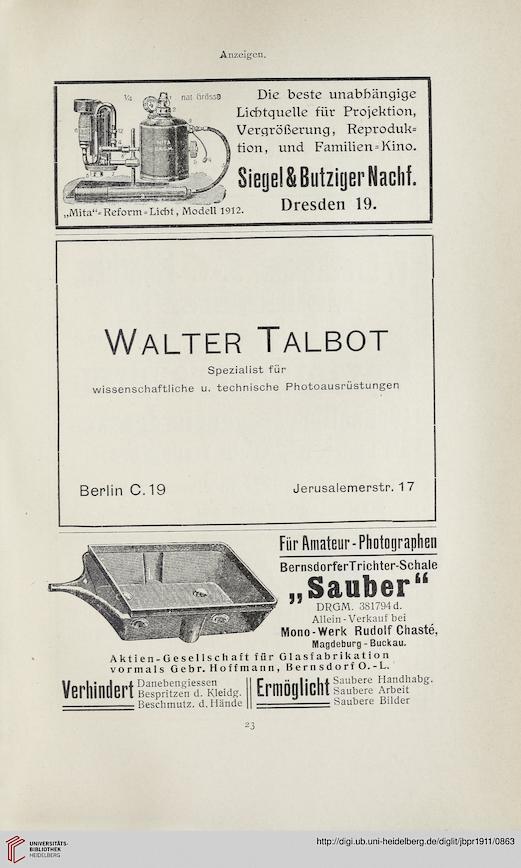 Anzeigen.
¼ nat. Grösse
Die beste unabhängige
Lichtquelle für Projektion,
Vergrößerung, Reproduk-
tion, und Familien-Kino.
Siegel & Butziger Nachf.
Dresden 19.
„Mita“-Reform-Licht, Modell 1912.
WALTER TALBOT
Spezialist für
wissenschaftliche u. technische Photoausrüstungen
Berlin C. 19
Jerusalemerstr. 17
Für Amateur-Photographen
Bernsdorfer Trichter-Schale
„Sauber“
DRGM. 381794d.
Allein-Verkauf bei
Mono-Werk Rudolf Chasté,
Magdeburg-Buckau.
Aktien-Gesellschaft für Glasfabrikation
vormals Gebr. Hoffmann, Bernsdorf O.-L.
Verhindert
Danebengiessen
Bespritzen d. Kleidg.
Beschmutz. d. Hände
Ermöglicht
Saubere Handhabg.
Saubere Arbeit
Saubere Bilder
23
UNIVERSITÄTS-
BIBLIOTHEK
HEIDELBERG
http://digi.ub.uni-heidelberg.de/diglit/jbpr1911/0863